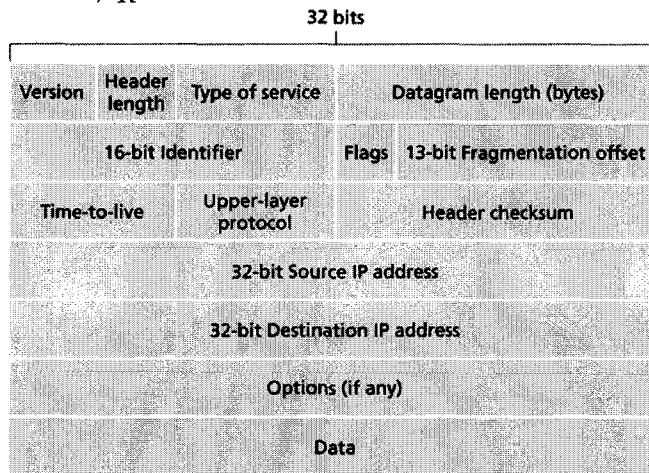 32 bits
Version Header length Type of service Datagram length (bytes)
16-bit Identifier Flags 13-bit Fragmentation offset
Time-to-live Upper-layer protocol Header checksum
32-bit Source IP address
32-bit Destination IP address
Options (if any)
Data